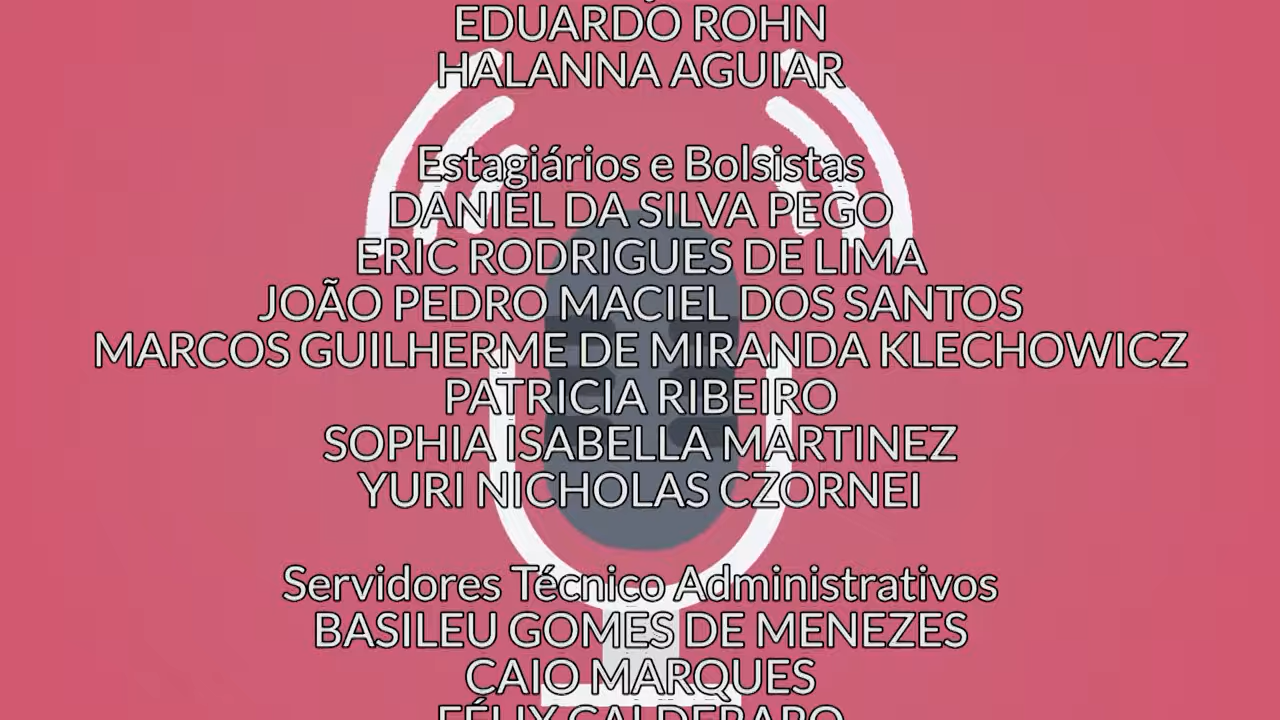 EDUARDO ROHN
HALANNA AGUIAR
Estagiários e Bolsistas
DANIEL DA SILVA PEGO
ERIC RODRIGUES DE LIMA
JOÃO PEDRO MACIEL DOS SANTOS
MARCOS GUILHERME DE MIRANDA KLECHOWICZ
PATRICIA RIBEIRO
SOPHIA ISABELLA MARTINEZ
YURI NICHOLAS CZORNEI
Servidores Técnico Administrativos
BASILEU GOMES DE MENEZES
CAIO MARQUES
FÉLIX CALDERARO